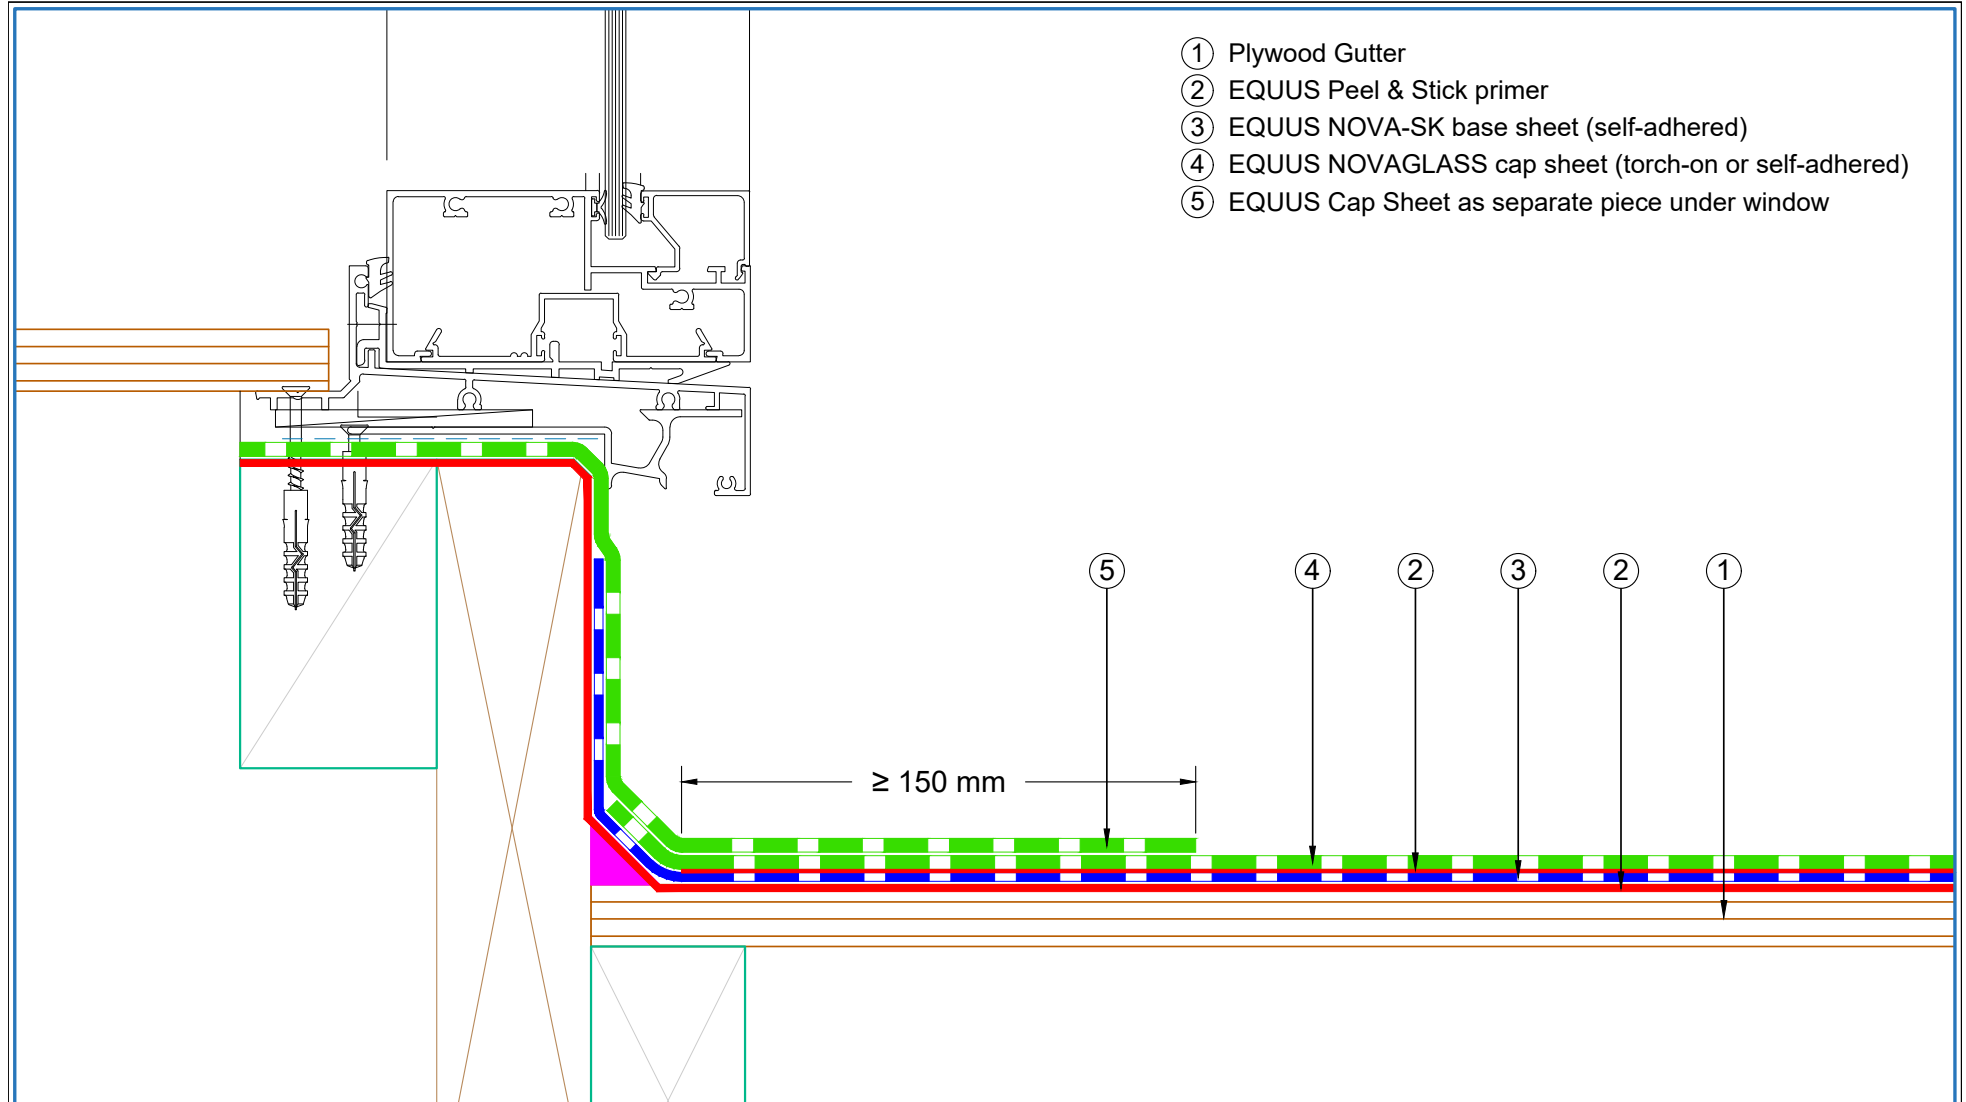 1 Plywood Gutter
2 EQUUS Peel & Stick primer
3 EQUUS NOVA-SK base sheet (self-adhered)
4 EQUUS NOVAGLASS cap sheet (torch-on or self-adhered)
5 EQUUS Cap Sheet as separate piece under window
5 4 2 3 2 1
≥ 150 mm